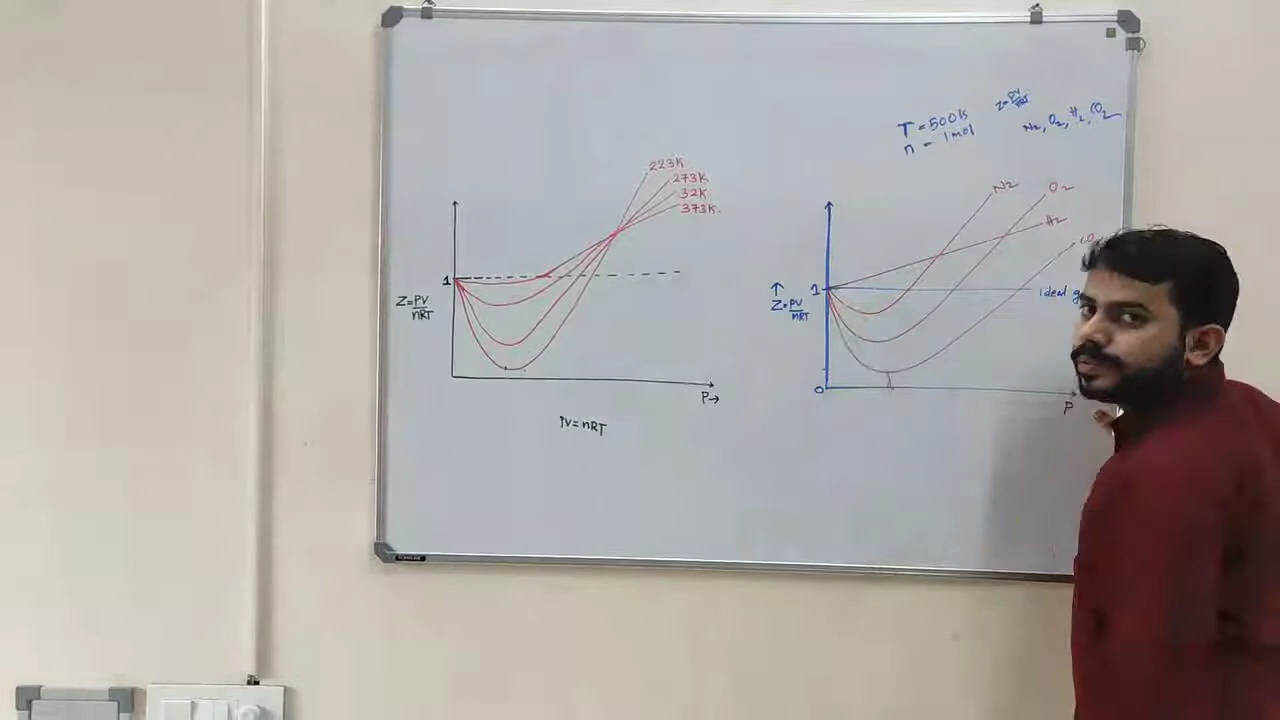 223K
273K
32K
373K.
1
Z=PV/nRT
P→
PV=nRT
T=500K
n = 1mol
Z=PV/nRT
N2, O2, H2, CO2
N2
O2
H2
1
ideal
↑
Z=PV/nRT
0
P